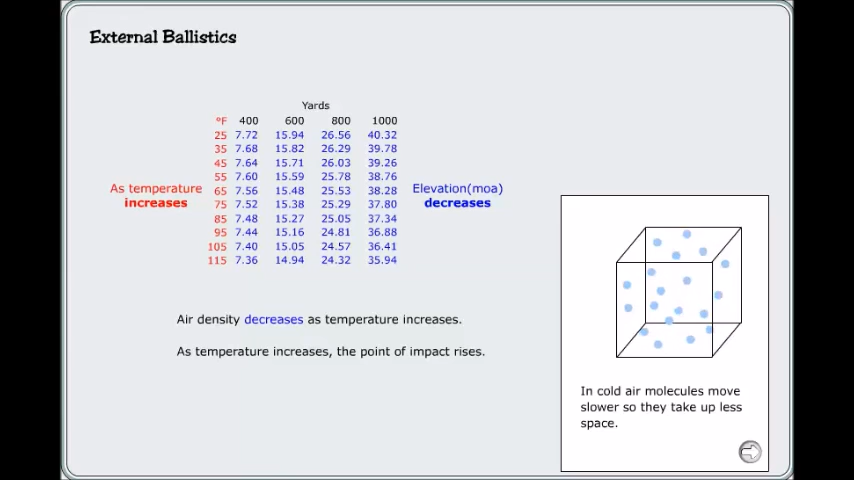 External Ballistics
Yards
°F 400 600 800 1000
25 7.72 15.94 26.56 40.32
35 7.68 15.82 26.29 39.78
45 7.64 15.71 26.03 39.26
55 7.60 15.59 25.78 38.76
65 7.56 15.48 25.53 38.28
75 7.52 15.38 25.29 37.80
85 7.48 15.27 25.05 37.34
95 7.44 15.16 24.81 36.88
105 7.40 15.05 24.57 36.41
115 7.36 14.94 24.32 35.94
As temperature
increases
Elevation(moa)
decreases
Air density decreases as temperature increases.
As temperature increases, the point of impact rises.
In cold air molecules move
slower so they take up less
space.